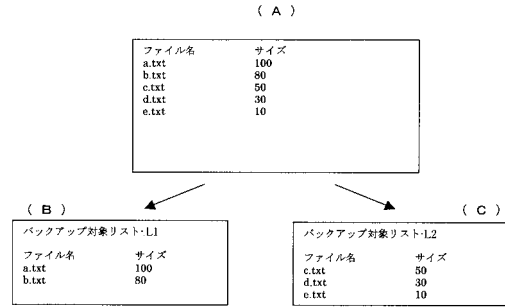 ( A )
ファイル名 サイズ
a.txt 100
b.txt 80
c.txt 50
d.txt 30
e.txt 10
( B )
バックアップ対象リスト·L1
ファイル名 サイズ
a.txt 100
b.txt 80
( C )
バックアップ対象リスト·L2
ファイル名 サイズ
c.txt 50
d.txt 30
e.txt 10